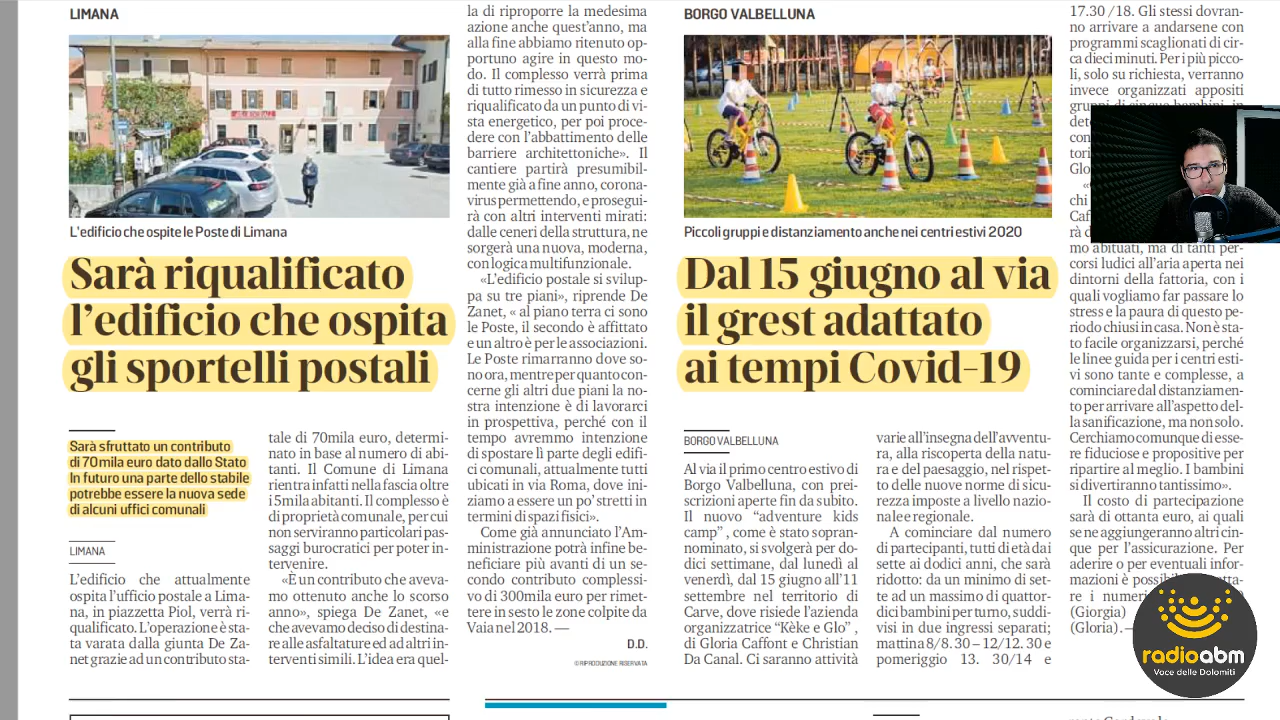 LIMANA
L'edificio che ospite le Poste di Limana
Sarà riqualificato
l'edificio che ospita
gli sportelli postali
Sarà sfruttato un contributo
di 70mila euro dato dallo Stato
In futuro una parte dello stabile
potrebbe essere la nuova sede
di alcuni uffici comunali
LIMANA
L'edificio che attualmente
ospita l'ufficio postale a Lima-
na, in piazzetta Piol, verrà ri-
qualificato. L'operazione è sta-
ta varata dalla giunta De Za-
net grazie ad un contributo sta-
tale di 70mila euro, determi-
nato in base al numero di abi-
tanti. Il Comune di Limana
rientra infatti nella fascia oltre
i 5mila abitanti. Il complesso è
di proprietà comunale, per cui
non serviranno particolari pas-
saggi burocratici per poter in-
tervenire.
«È un contributo che aveva-
mo ottenuto anche lo scorso
anno», spiega De Zanet, «e
che avevamo deciso di destina-
re alle asfaltature ed ad altri in-
terventi simili. L'idea era quel-
la di riproporre la medesima
azione anche quest'anno, ma
alla fine abbiamo ritenuto op-
portuno agire in questo mo-
do. Il complesso verrà prima
di tutto rimesso in sicurezza e
riqualificato da un punto di vi-
sta energetico, per poi proce-
dere con l'abbattimento delle
barriere architettoniche». Il
cantiere partirà presumibil-
mente già a fine anno, corona-
virus permettendo, e proseguirà
rà con altri interventi mirati:
dalle ceneri della struttura, ne
sorgerà una nuova, moderna,
con logica multifunzionale.
«L'edificio postale si svilup-
pa su tre piani», riprende De
Zanet, « al piano terra ci sono
le Poste, il secondo è affittato
e un altro è per le associazioni.
Le Poste rimarranno dove so-
no ora, mentre per quanto con-
cerne gli altri due piani la no-
stra intenzione è di lavorarci
in prospettiva, perché con il
tempo avremmo intenzione
di spostare lì parte degli edifi-
ci comunali, attualmente tutti
ubicati in via Roma, dove ini-
ziamo a essere un po' stretti in
termini di spazi fisici».
Come già annunciato l'Am-
ministrazione potrà infine be-
neficiare più avanti di un se-
condo contributo complessi-
vo di 300mila euro per rimet-
tere in sesto le zone colpite da
Vaia nel 2018. —
D.D.
© RIPRODUZIONE RISERVATA
BORGO VALBELLUNA
Piccoli gruppi e distanziamento anche nei centri estivi 2020
Dal 15 giugno al via
il grest adattato
ai tempi Covid-19
BORGO VALBELLUNA
Al via il primo centro estivo di
Borgo Valbelluna, con prei-
scrizioni aperte fin da subito.
Il nuovo “adventure kids
camp” , come è stato sopran-
nominato, si svolgerà per do-
dici settimane, dal lunedì al
venerdì, dal 15 giugno all'11
settembre nel territorio di
Carve, dove risiede l'azienda
organizzatrice “Kèke e Glo” ,
di Gloria Caffont e Christian
Da Canal. Ci saranno attività
varie all'insegna dell'avventu-
ra, alla riscoperta della natu-
ra e del paesaggio, nel rispet-
to delle nuove norme di sicu-
rezza imposte a livello nazio-
nale e regionale.
A cominciare dal numero
di partecipanti, tutti di età dai
sette ai dodici anni, che sarà
ridotto: da un minimo di set-
te ad un massimo di quattor-
dici bambini per turno, suddi-
visi in due ingressi separati;
mattina 8/8.30 – 12/12. 30 e
pomeriggio 13. 30/14 e
17.30 /18. Gli stessi dovran-
no arrivare a andarsene con
programmi scaglionati di cir-
ca dieci minuti. Per i più picco-
li, solo su richiesta, verranno
invece organizzati appositi
gruppi di cinque bambini, in
mo abituati, ma di tanti per-
corsi ludici all'aria aperta nei
dintorni della fattoria, con i
quali vogliamo far passare lo
stress e la paura di questo pe-
riodo chiusi in casa. Non è sta-
to facile organizzarsi, perché
le linee guida per i centri esti-
vi sono tante e complesse, a
cominciare dal distanziamen-
to per arrivare all'aspetto del-
la sanificazione, ma non solo.
Cerchiamo comunque di esse-
re fiduciose e propositive per
ripartire al meglio. I bambini
si divertiranno tantissimo».
Il costo di partecipazione
sarà di ottanta euro, ai quali
se ne aggiungeranno altri cin-
que per l'assicurazione. Per
aderire o per eventuali infor-
mazioni è
re i numeri
(Giorgia)
(Gloria). —
radioabm
Voce delle Dolomiti